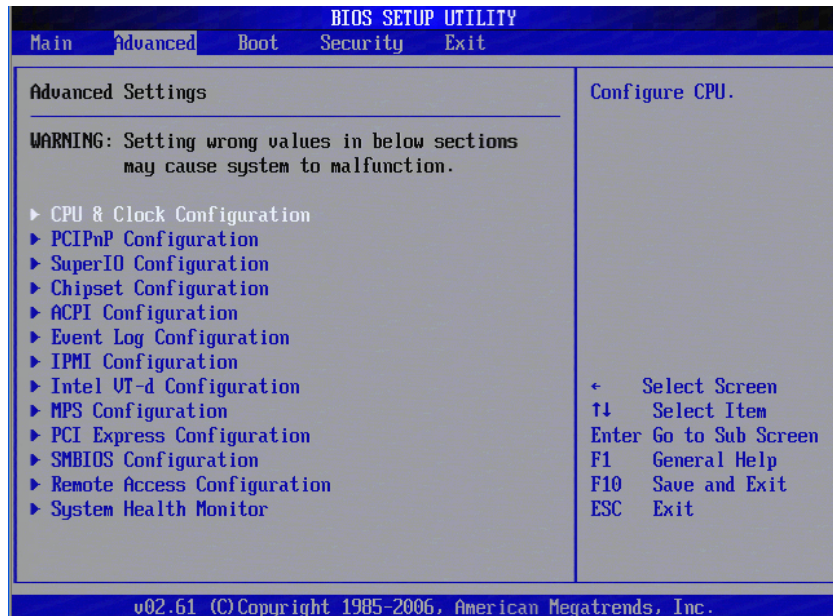 BIOS SETUP UTILITY
Main Advanced Boot Security Exit
Advanced Settings
WARNING: Setting wrong values in below sections
may cause system to malfunction.
CPU & Clock Configuration
PCIPnP Configuration
SuperIO Configuration
Chipset Configuration
ACPI Configuration
Event Log Configuration
IPMI Configuration
Intel VT-d Configuration
MPS Configuration
PCI Express Configuration
SMBIOS Configuration
Remote Access Configuration
System Health Monitor
Configure CPU.
← Select Screen
↑↓ Select Item
Enter Go to Sub Screen
F1 General Help
F10 Save and Exit
ESC Exit
v02.61 (C)Copyright 1985-2006, American Megatrends, Inc.